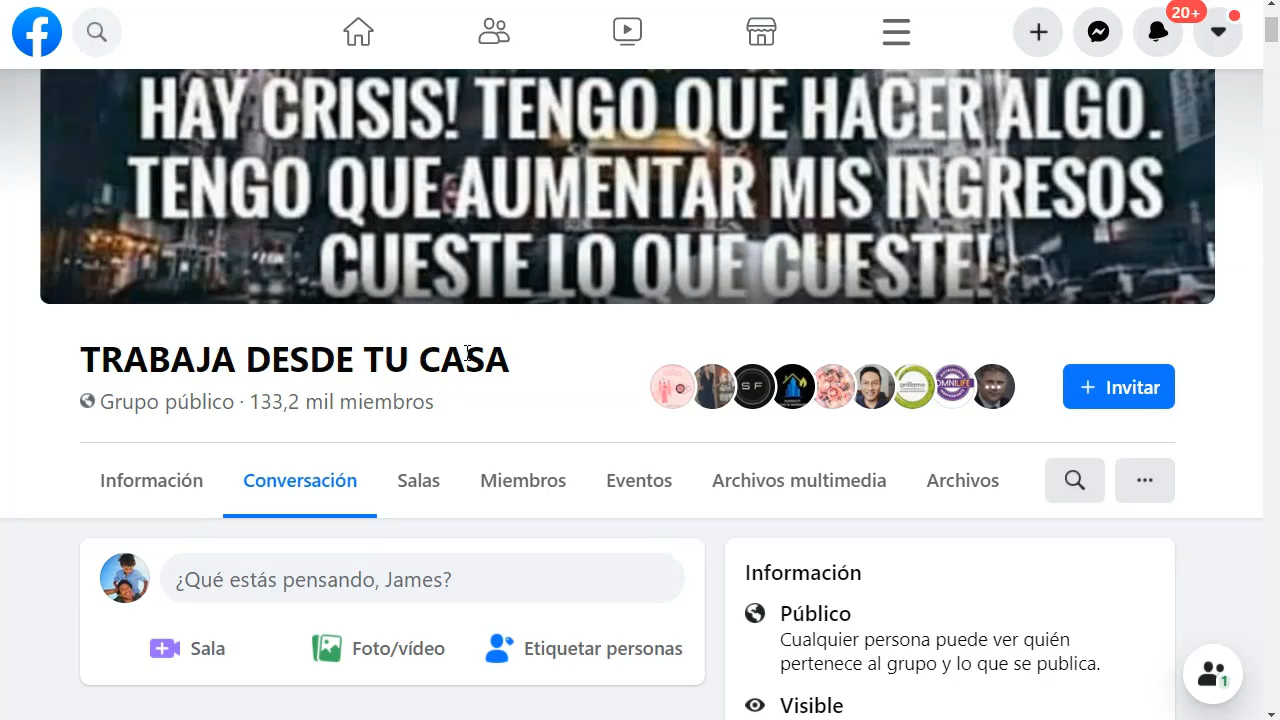 20+
HAY CRISIS! TENGO QUE HACER ALGO.
TENGO QUE AUMENTAR MIS INGRESOS
CUESTE LO QUE CUESTE!
TRABAJA DESDE TU CASA
Grupo público · 133,2 mil miembros
SF
oriflame
OMNILIFE
+ Invitar
Información
Conversación
Salas
Miembros
Eventos
Archivos multimedia
Archivos
¿Qué estás pensando, James?
Sala
Foto/vídeo
Etiquetar personas
Información
Público
Cualquier persona puede ver quién
pertenece al grupo y lo que se publica.
Visible
1